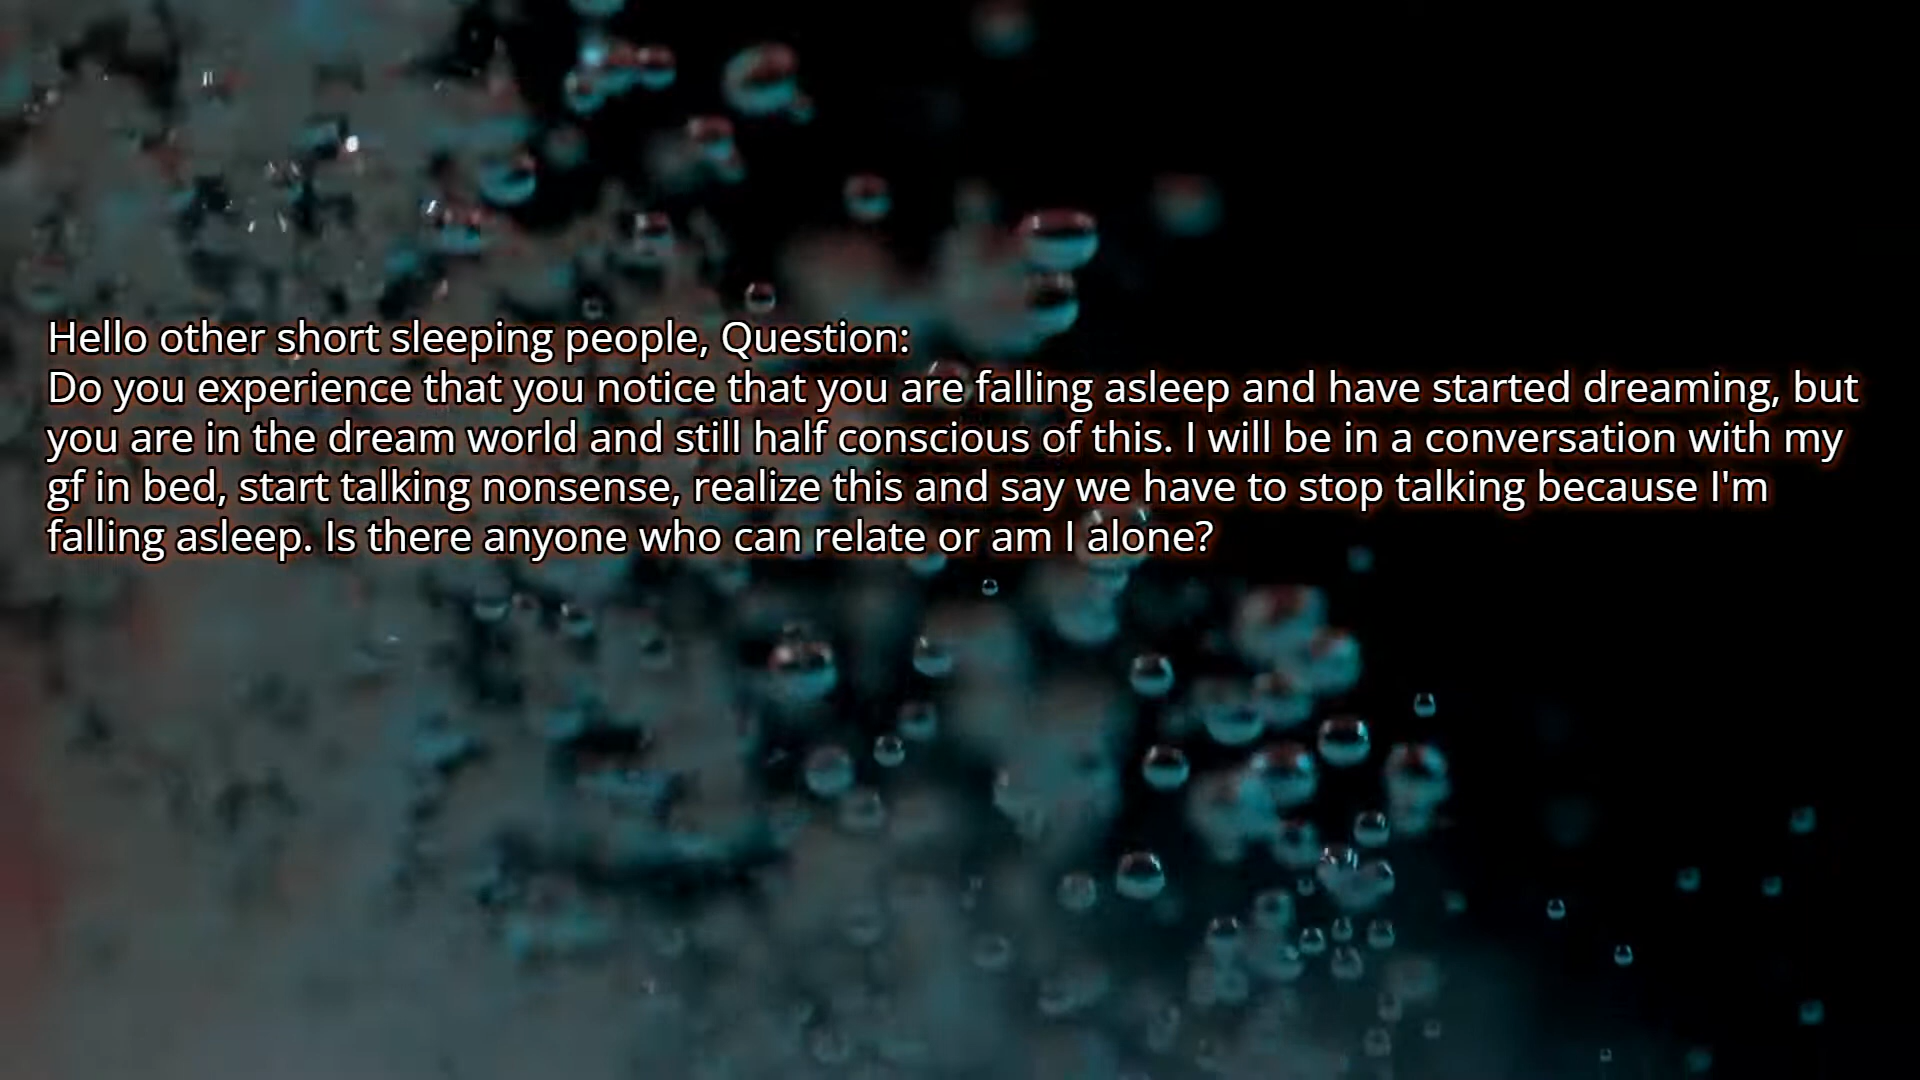 Hello other short sleeping people, Question:
Do you experience that you notice that you are falling asleep and have started dreaming, but
you are in the dream world and still half conscious of this. I will be in a conversation with my
gf in bed, start talking nonsense, realize this and say we have to stop talking because I'm
falling asleep. Is there anyone who can relate or am I alone?